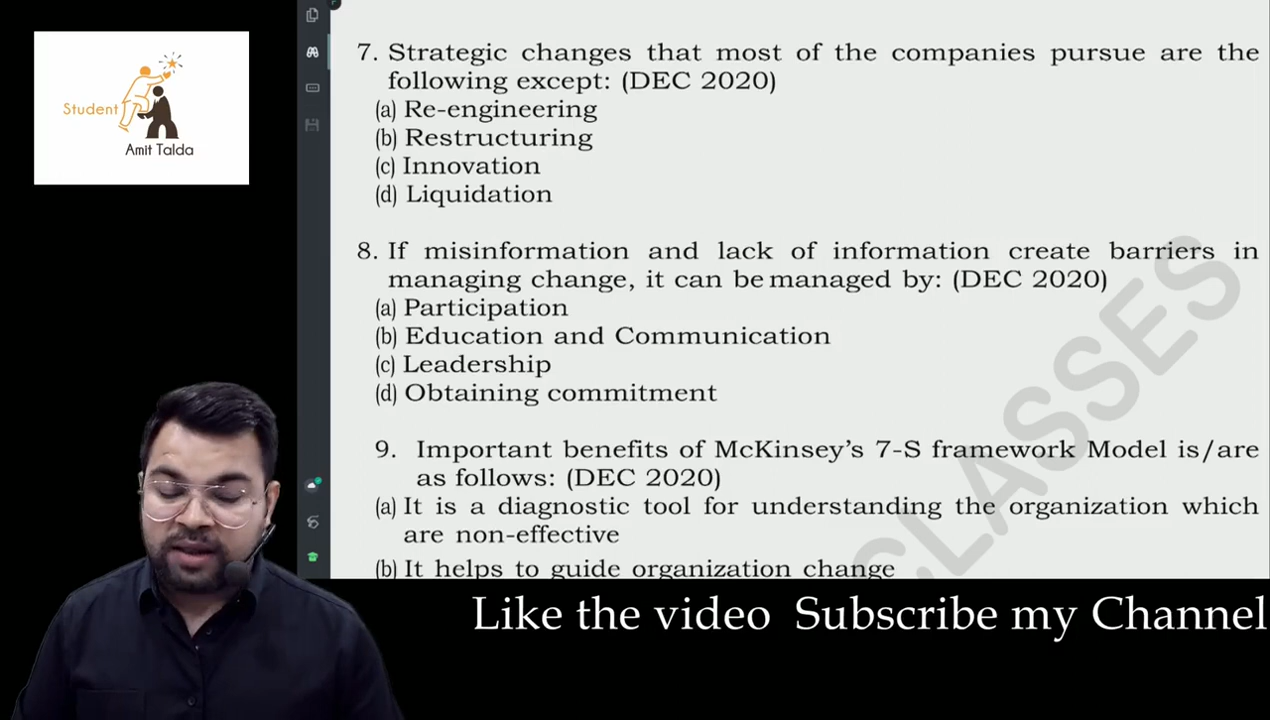 Student
Amit Talda
7. Strategic changes that most of the companies pursue are the
following except: (DEC 2020)
(a) Re-engineering
(b) Restructuring
(c) Innovation
(d) Liquidation
8. If misinformation and lack of information create barriers in
managing change, it can be managed by: (DEC 2020)
(a) Participation
(b) Education and Communication
(c) Leadership
(d) Obtaining commitment
9. Important benefits of McKinsey's 7-S framework Model is/are
as follows: (DEC 2020)
(a) It is a diagnostic tool for understanding the organization which
are non-effective
(b) It helps to guide organization change
CLASSES
Like the video Subscribe my Channel